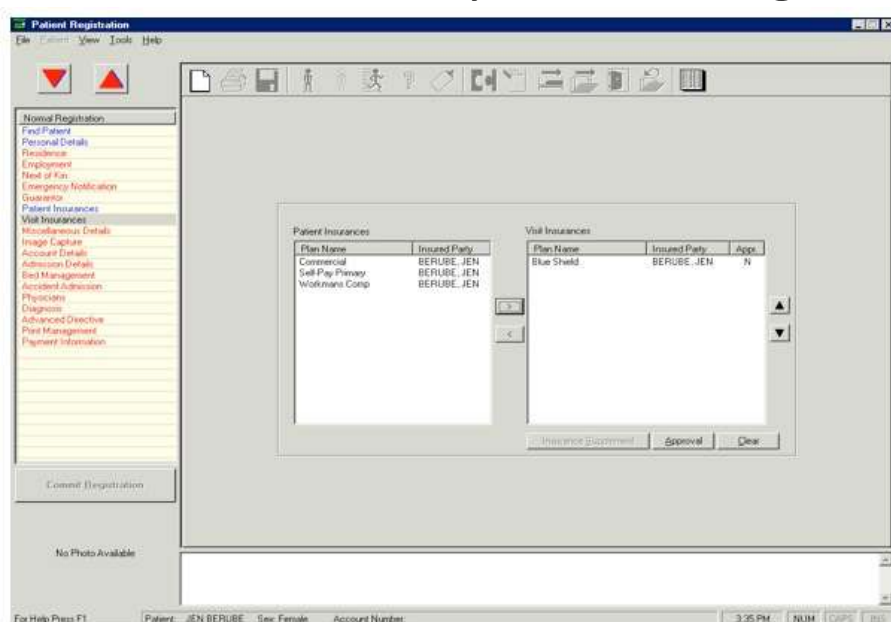 Patient Registration
File Patient View Tools Help
Normal Registration
Find Patient
Personal Details
Residence
Employment
Next of Kin
Emergency Notification
Guarantor
Patient Insurances
Visit Insurances
Miscellaneous Details
Image Capture
Account Details
Admission Details
Bed Management
Accident Admission
Physicians
Diagnosis
Advanced Directive
Print Management
Payment Information
Commit Registration
No Photo Available
Patient Insurances
Plan Name Insured Party
Commercial BERUBE, JEN
Self-Pay Primary BERUBE, JEN
Workmans Comp BERUBE, JEN
>
<
Visit Insurances
Plan Name Insured Party Appr.
Blue Shield BERUBE, JEN N
Insurance Approval Clear
For Help Press F1 Patient: JEN BERUBE Sex: Female Account Number 3:35 PM NUM CAPS INS